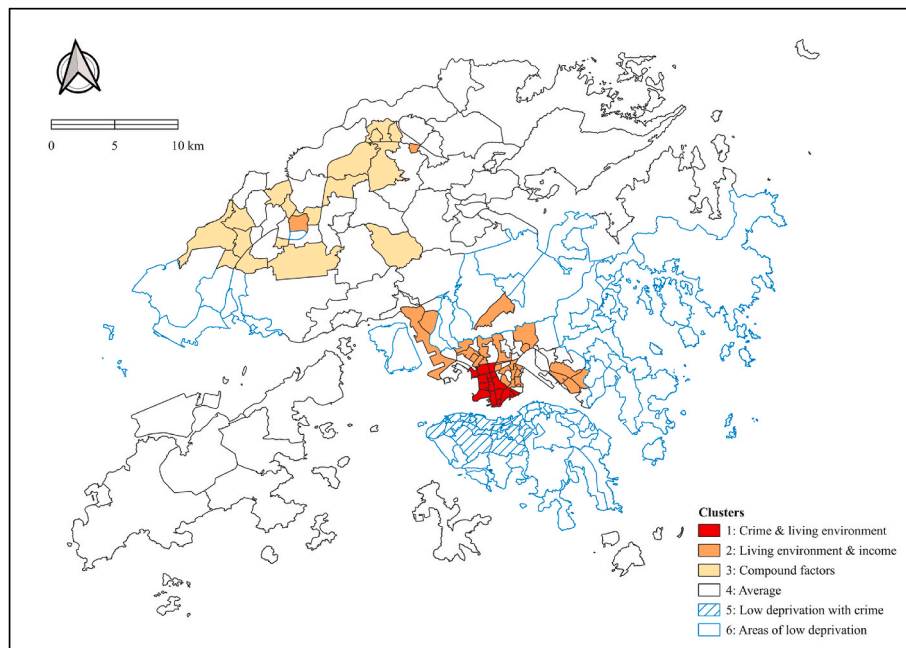 0 5 10 km
Clusters
1: Crime & living environment
2: Living environment & income
3: Compound factors
4: Average
5: Low deprivation with crime
6: Areas of low deprivation